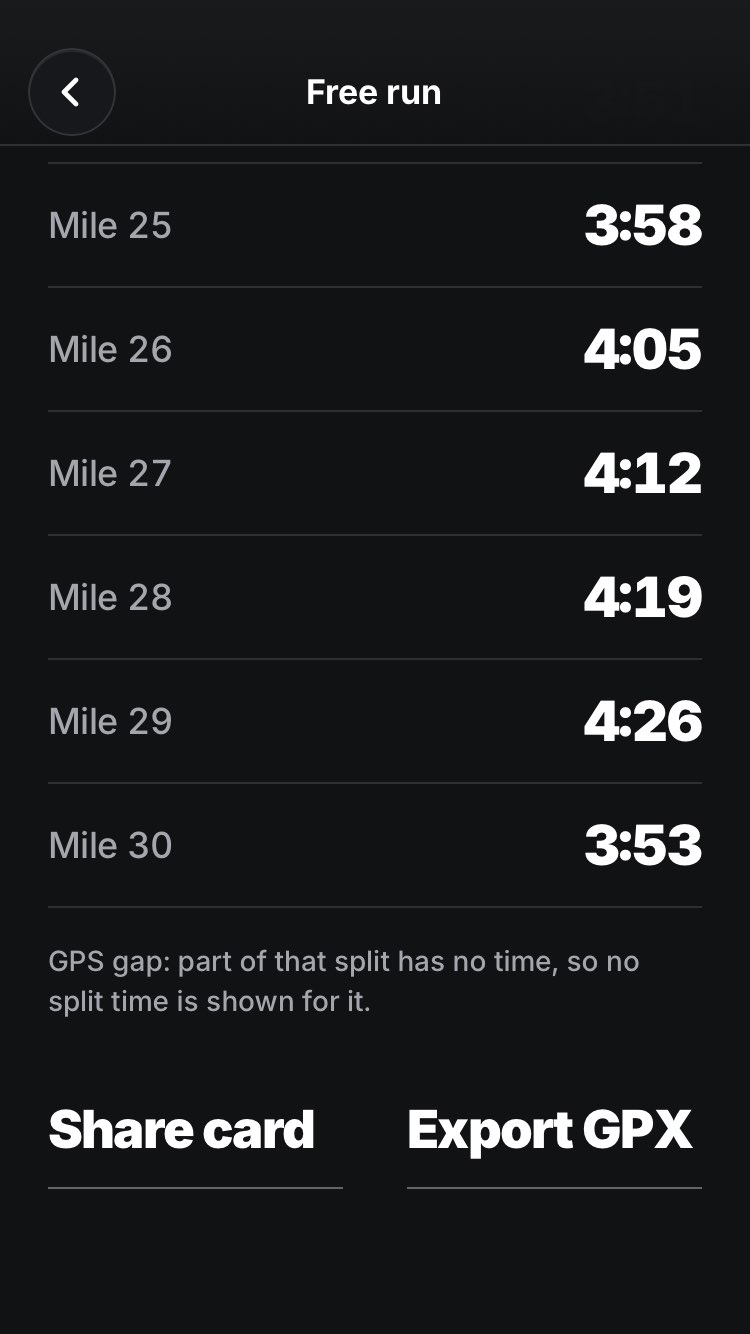 Free run
Mile 25
3:58
Mile 26
4:05
Mile 27
4:12
Mile 28
4:19
Mile 29
4:26
Mile 30
3:53
GPS gap: part of that split has no time, so no
split time is shown for it.
Share card
Export GPX